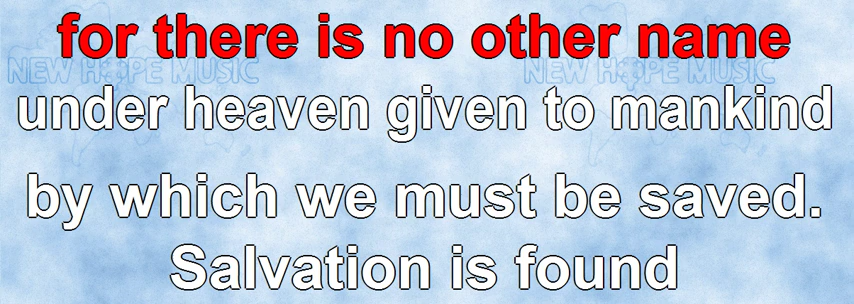 for there is no other name
NEW HOPE MUSIC NEW HOPE MUSIC
under heaven given to mankind
by which we must be saved.
Salvation is found